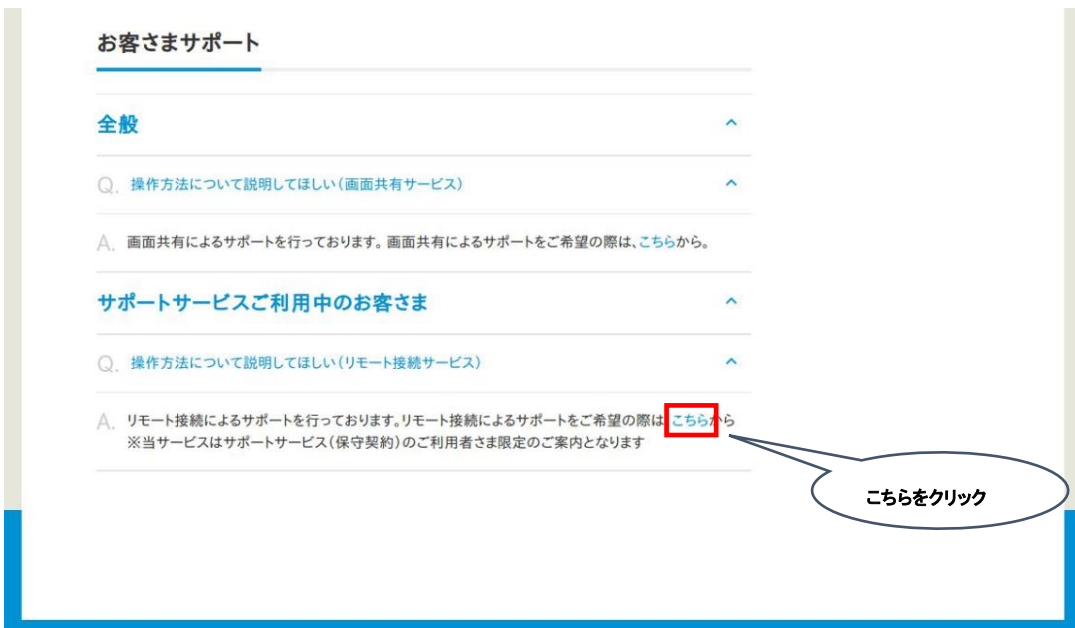 お客さまサポート
全般
Q. 操作方法について説明してほしい(画面共有サービス)
A. 画面共有によるサポートを行っております。画面共有によるサポートをご希望の際は、こちらから。
サポートサービスご利用中のお客さま
Q. 操作方法について説明してほしい(リモート接続サービス)
A. リモート接続によるサポートを行っております。リモート接続によるサポートをご希望の際は こちらから
※当サービスはサポートサービス(保守契約)のご利用者さま限定のご案内となります
こちらをクリック